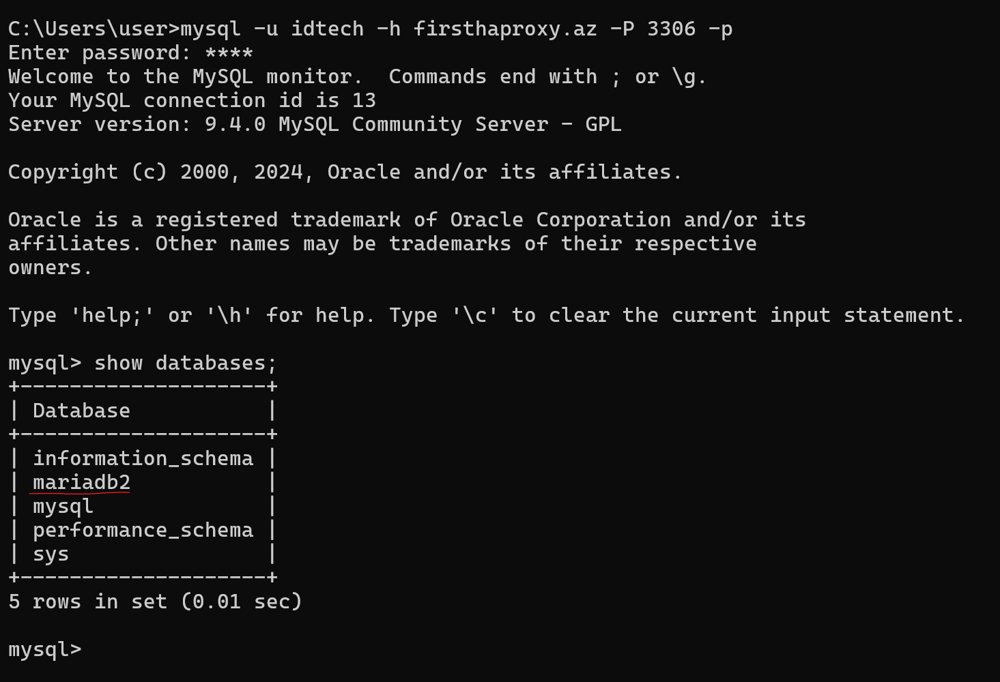 C:\Users\user>mysql -u idtech -h firsthaproxy.az -P 3306 -p
Enter password: ****
Welcome to the MySQL monitor.  Commands end with ; or \g.
Your MySQL connection id is 13
Server version: 9.4.0 MySQL Community Server - GPL

Copyright (c) 2000, 2024, Oracle and/or its affiliates.

Oracle is a registered trademark of Oracle Corporation and/or its
affiliates. Other names may be trademarks of their respective
owners.

Type 'help;' or '\h' for help. Type '\c' to clear the current input statement.

mysql> show databases;
+--------------------+
| Database           |
+--------------------+
| information_schema |
| mariadb2           |
| mysql              |
| performance_schema |
| sys                |
+--------------------+
5 rows in set (0.01 sec)

mysql>